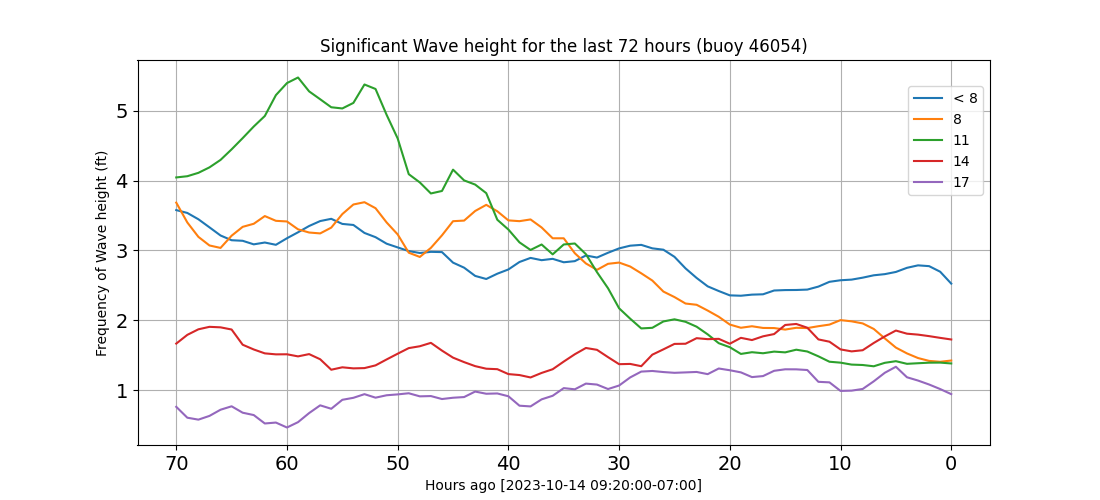 Significant Wave height for the last 72 hours (buoy 46054)
Frequency of Wave height (ft)
5
4
3
2
1
< 8
8
11
14
17
70 60 50 40 30 20 10 0
Hours ago [2023-10-14 09:20:00-07:00]